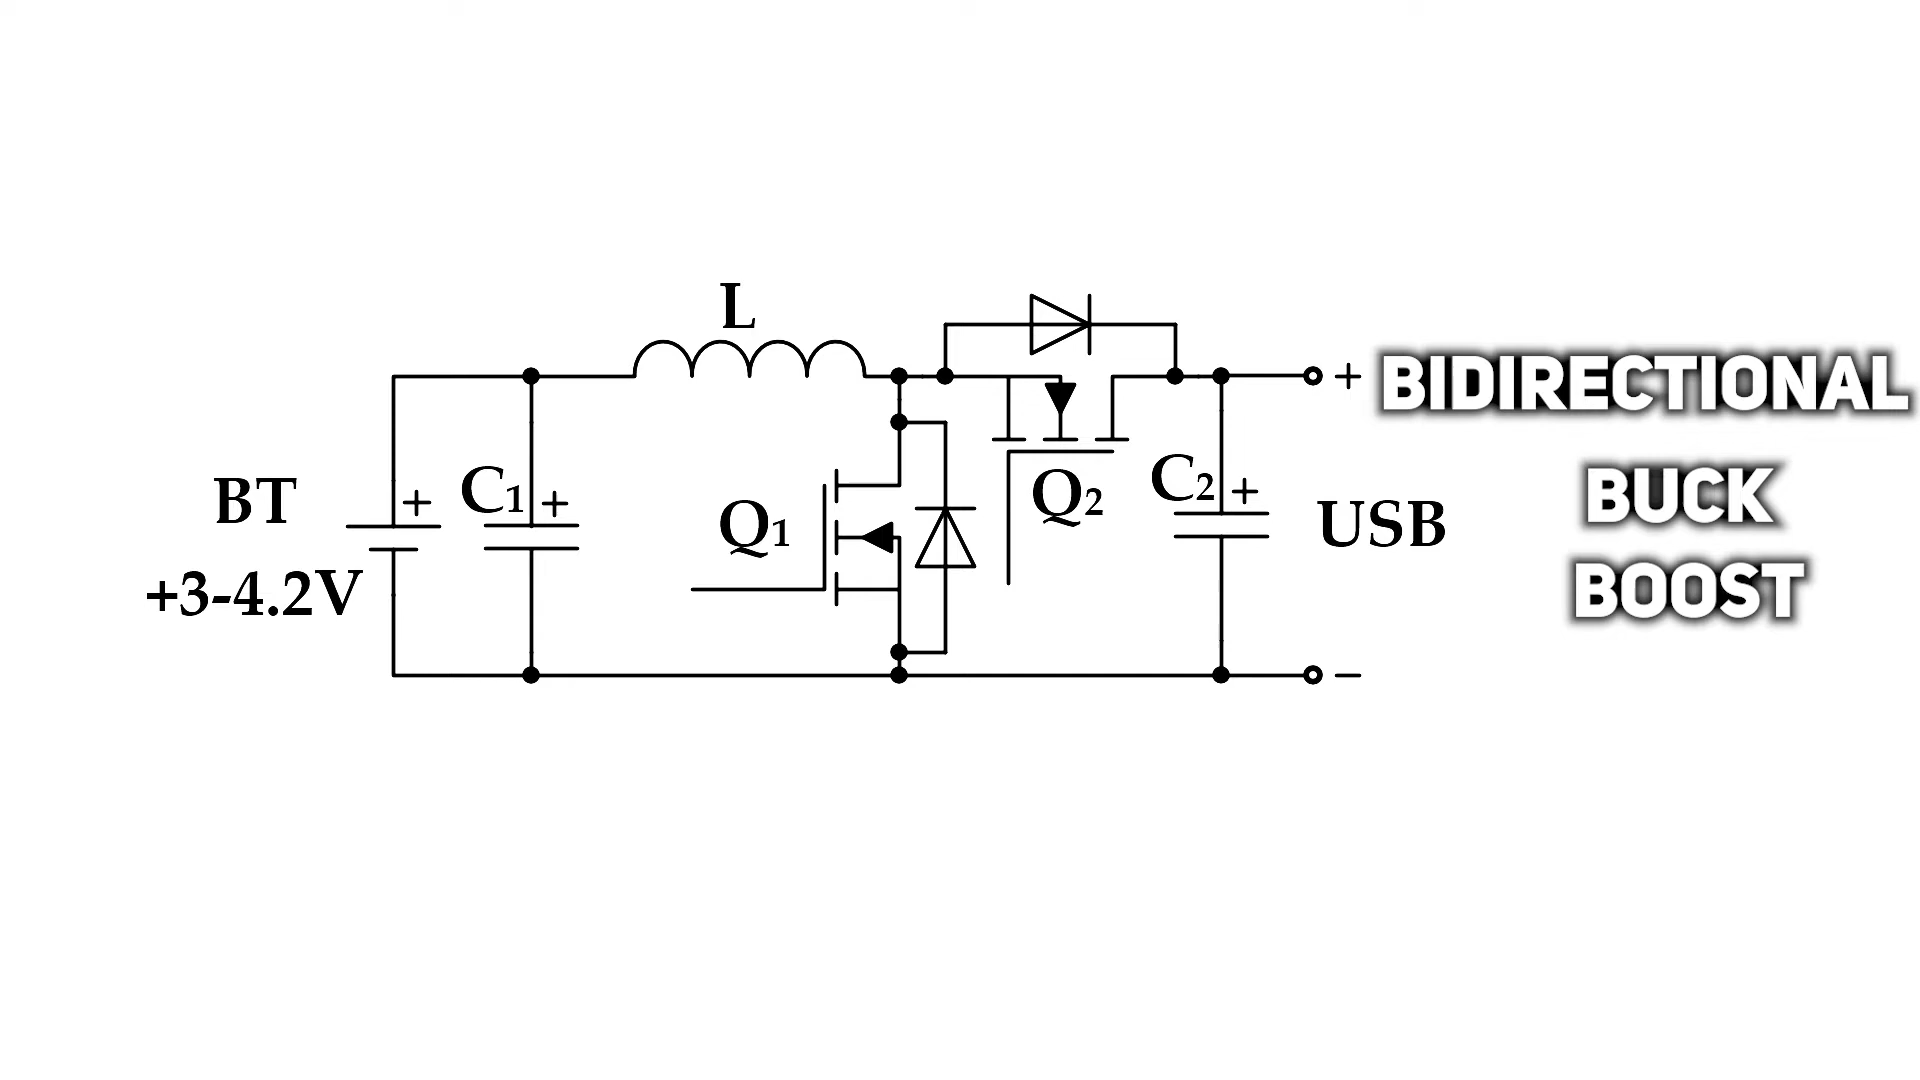 L
BIDIRECTIONAL
BT
+
C1
+
Q1
Q2
C2
+
+
USB
BUCK
+3-4.2V
BOOST
−